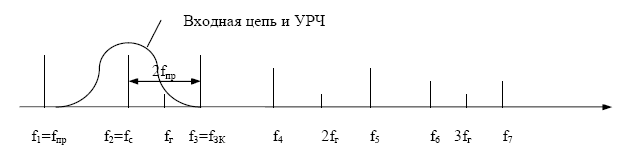 Входная цепь и УРЧ
2fпр
f1=fпр f2=fс fг f3=fЗК f4 2fг f5 f6 3fг f7